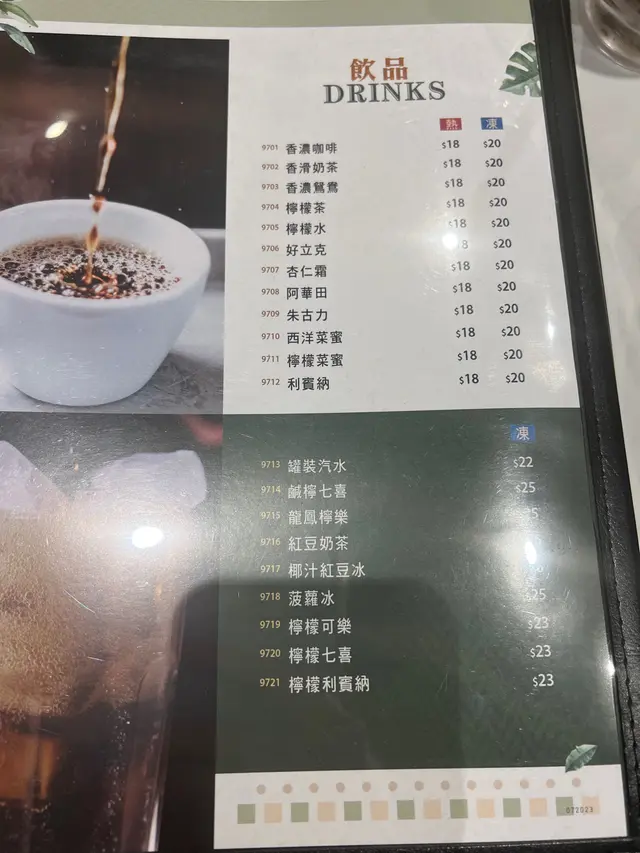 飲品
DRINKS
熱 凍
9701 香濃咖啡 $18 $20
9702 香滑奶茶 $18 $20
9703 香濃鴛鴦 $18 $20
9704 檸檬茶 $18 $20
9705 檸檬水 $18 $20
9706 好立克 8 $20
9707 杏仁霜 $18 $20
9708 阿華田 $18 $20
9709 朱古力 $18 $20
9710 西洋菜蜜 $18 $20
9711 檸檬菜蜜 $18 $20
9712 利賓納 $18 $20
凍
9713 罐裝汽水 $22
9714 鹹檸七喜 $25
9715 龍鳳檸樂
9716 紅豆奶茶
9717 椰汁紅豆冰
9718 菠蘿冰 $25
9719 檸檬可樂 $23
9720 檸檬七喜 $23
9721 檸檬利賓納 $23
072023